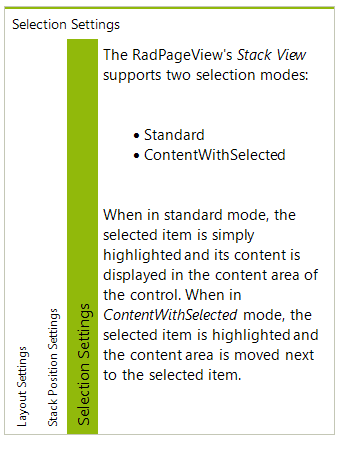 Selection Settings
Layout Settings
Stack Position Settings
Selection Settings
The RadPageView's Stack View
supports two selection modes:
• Standard
• ContentWithSelected
When in standard mode, the
selected item is simply
highlighted and its content is
displayed in the content area of
the control. When in
ContentWithSelected mode, the
selected item is highlighted and
the content area is moved next
to the selected item.